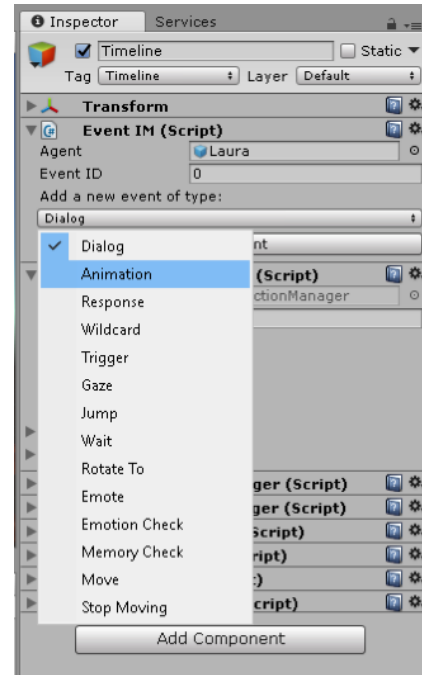 Inspector Services
Timeline Static
Tag Timeline Layer Default
Transform
Event IM (Script)
Agent Laura
Event ID 0
Add a new event of type:
Dialog
Dialog nt
Animation (Script)
Response ctionManager
Wildcard
Trigger
Gaze
Jump
Wait
Rotate To
Emote ger (Script)
Emotion Check ger (Script)
Memory Check Script)
Move ript)
Stop Moving cript)
Add Component